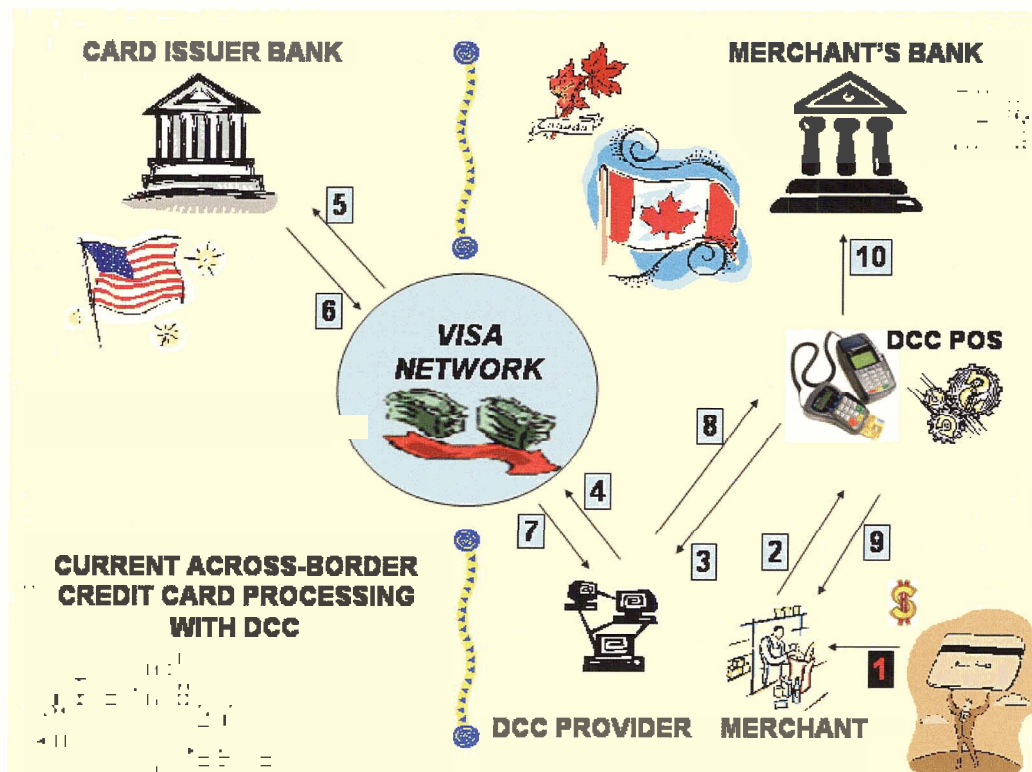 CARD ISSUER BANK
MERCHANT'S BANK
Canada
5
10
6
VISA
NETWORK
DCC POS
8
4
7
3
2
9
CURRENT ACROSS-BORDER
CREDIT CARD PROCESSING
WITH DCC
$
1
DCC PROVIDER
MERCHANT